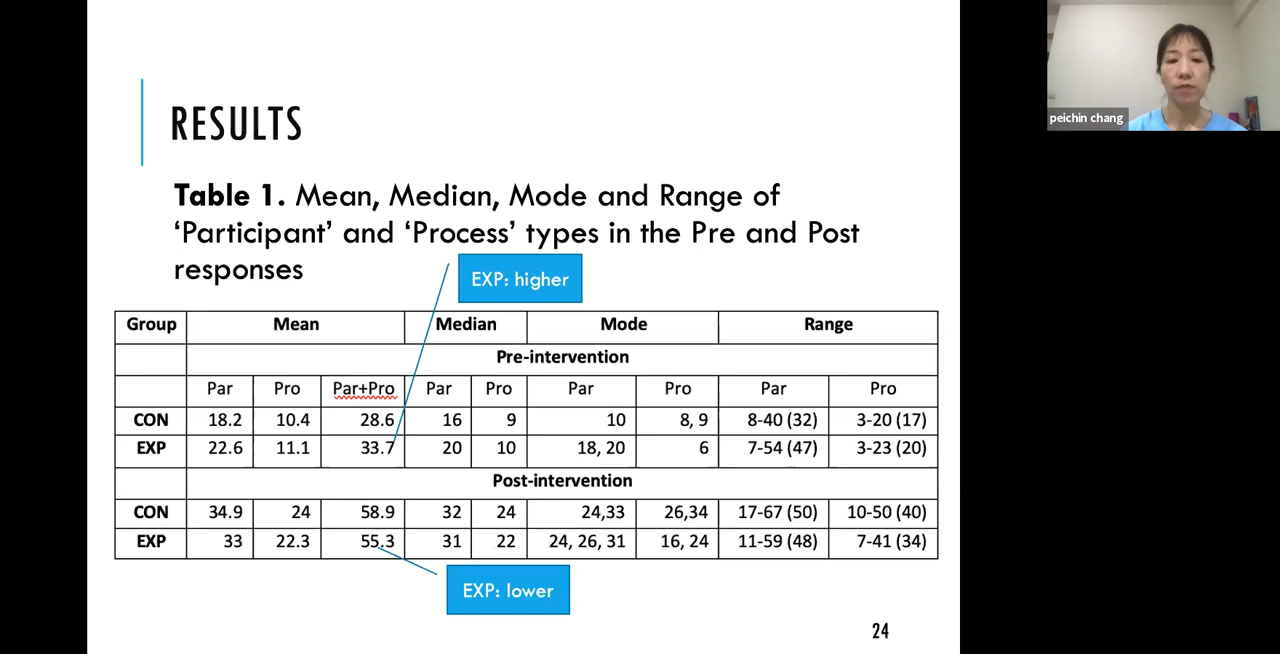 RESULTS
Table 1. Mean, Median, Mode and Range of
‘Participant’ and ‘Process’ types in the Pre and Post
responses
EXP: higher
Group Mean Median Mode Range
Pre-intervention
Par Pro Par+Pro Par Pro Par Pro Par Pro
CON 18.2 10.4 28.6 16 9 10 8, 9 8-40 (32) 3-20 (17)
EXP 22.6 11.1 33.7 20 10 18, 20 6 7-54 (47) 3-23 (20)
Post-intervention
CON 34.9 24 58.9 32 24 24,33 26,34 17-67 (50) 10-50 (40)
EXP 33 22.3 55.3 31 22 24, 26, 31 16, 24 11-59 (48) 7-41 (34)
EXP: lower
24
peichin chang